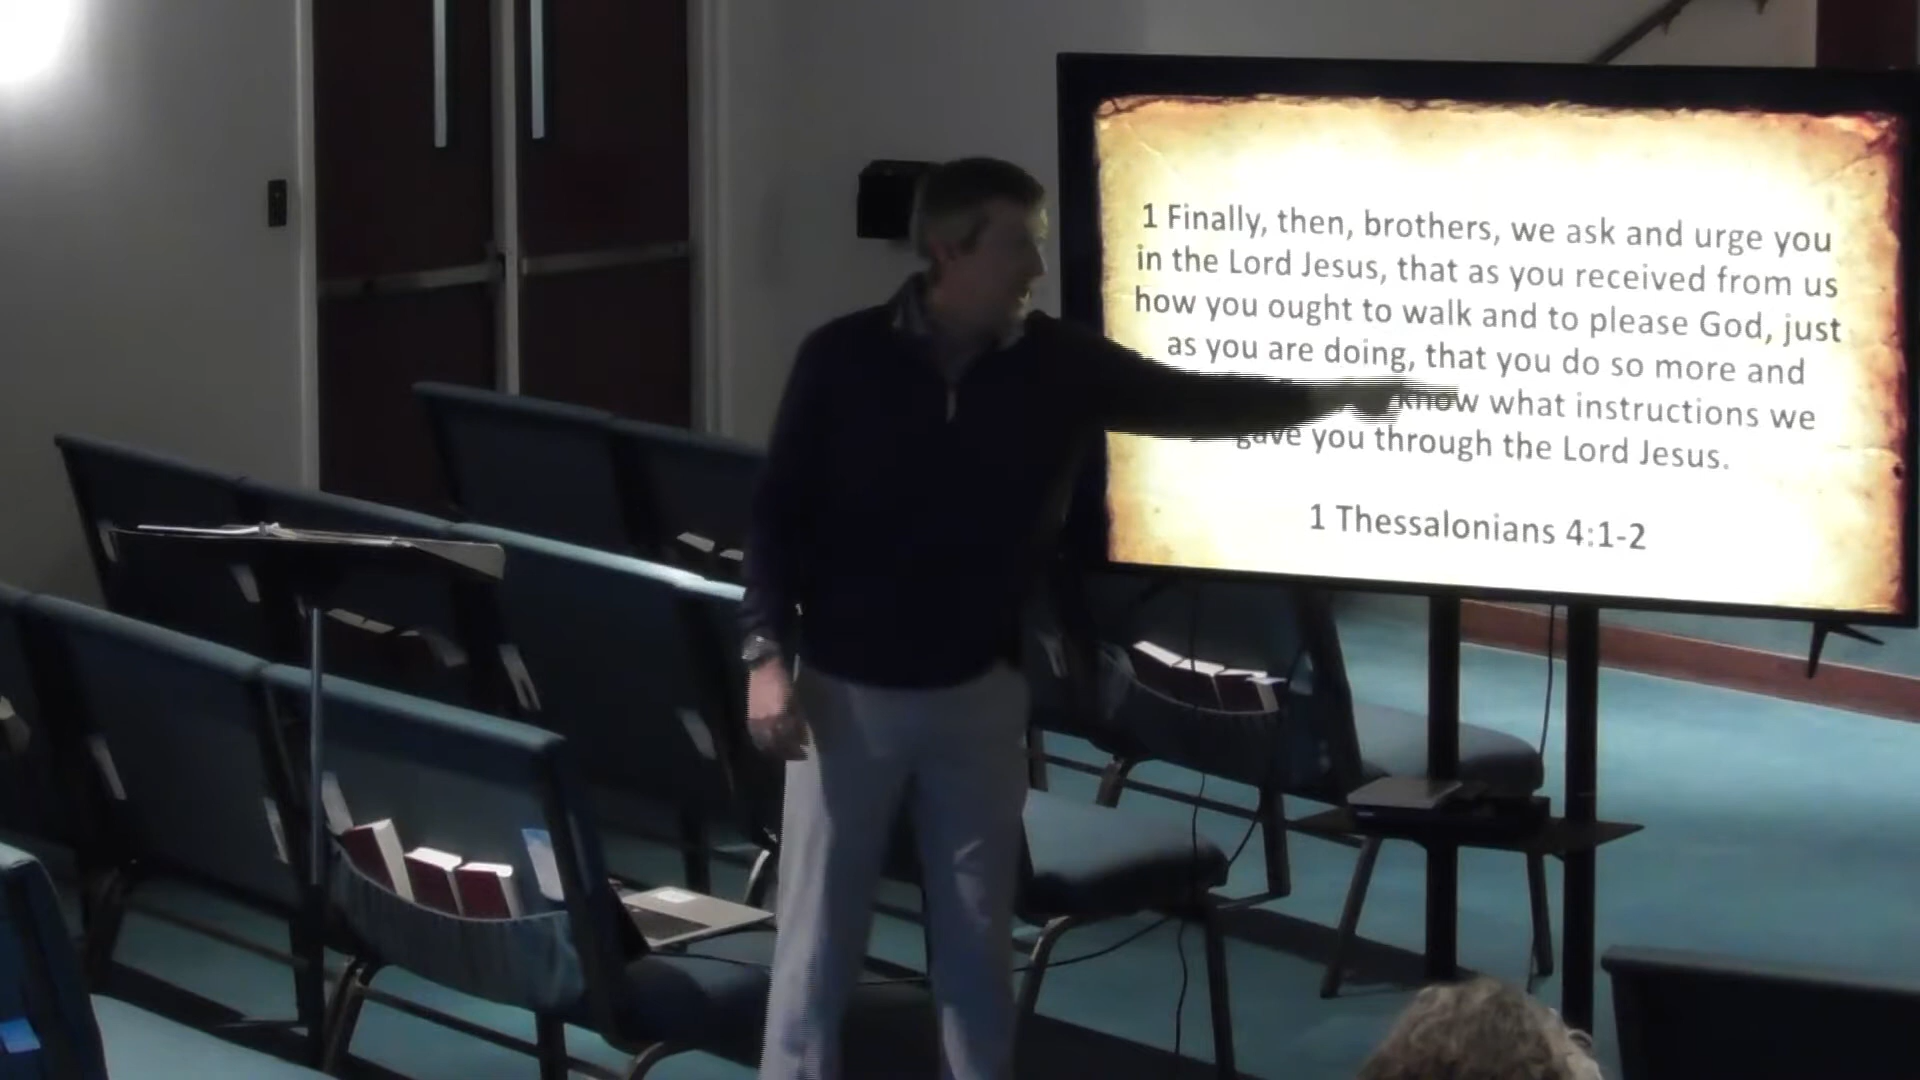 1 Finally, then, brothers, we ask and urge you
in the Lord Jesus, that as you received from us
how you ought to walk and to please God, just
as you are doing, that you do so more and
know what instructions we
gave you through the Lord Jesus.
1 Thessalonians 4:1-2